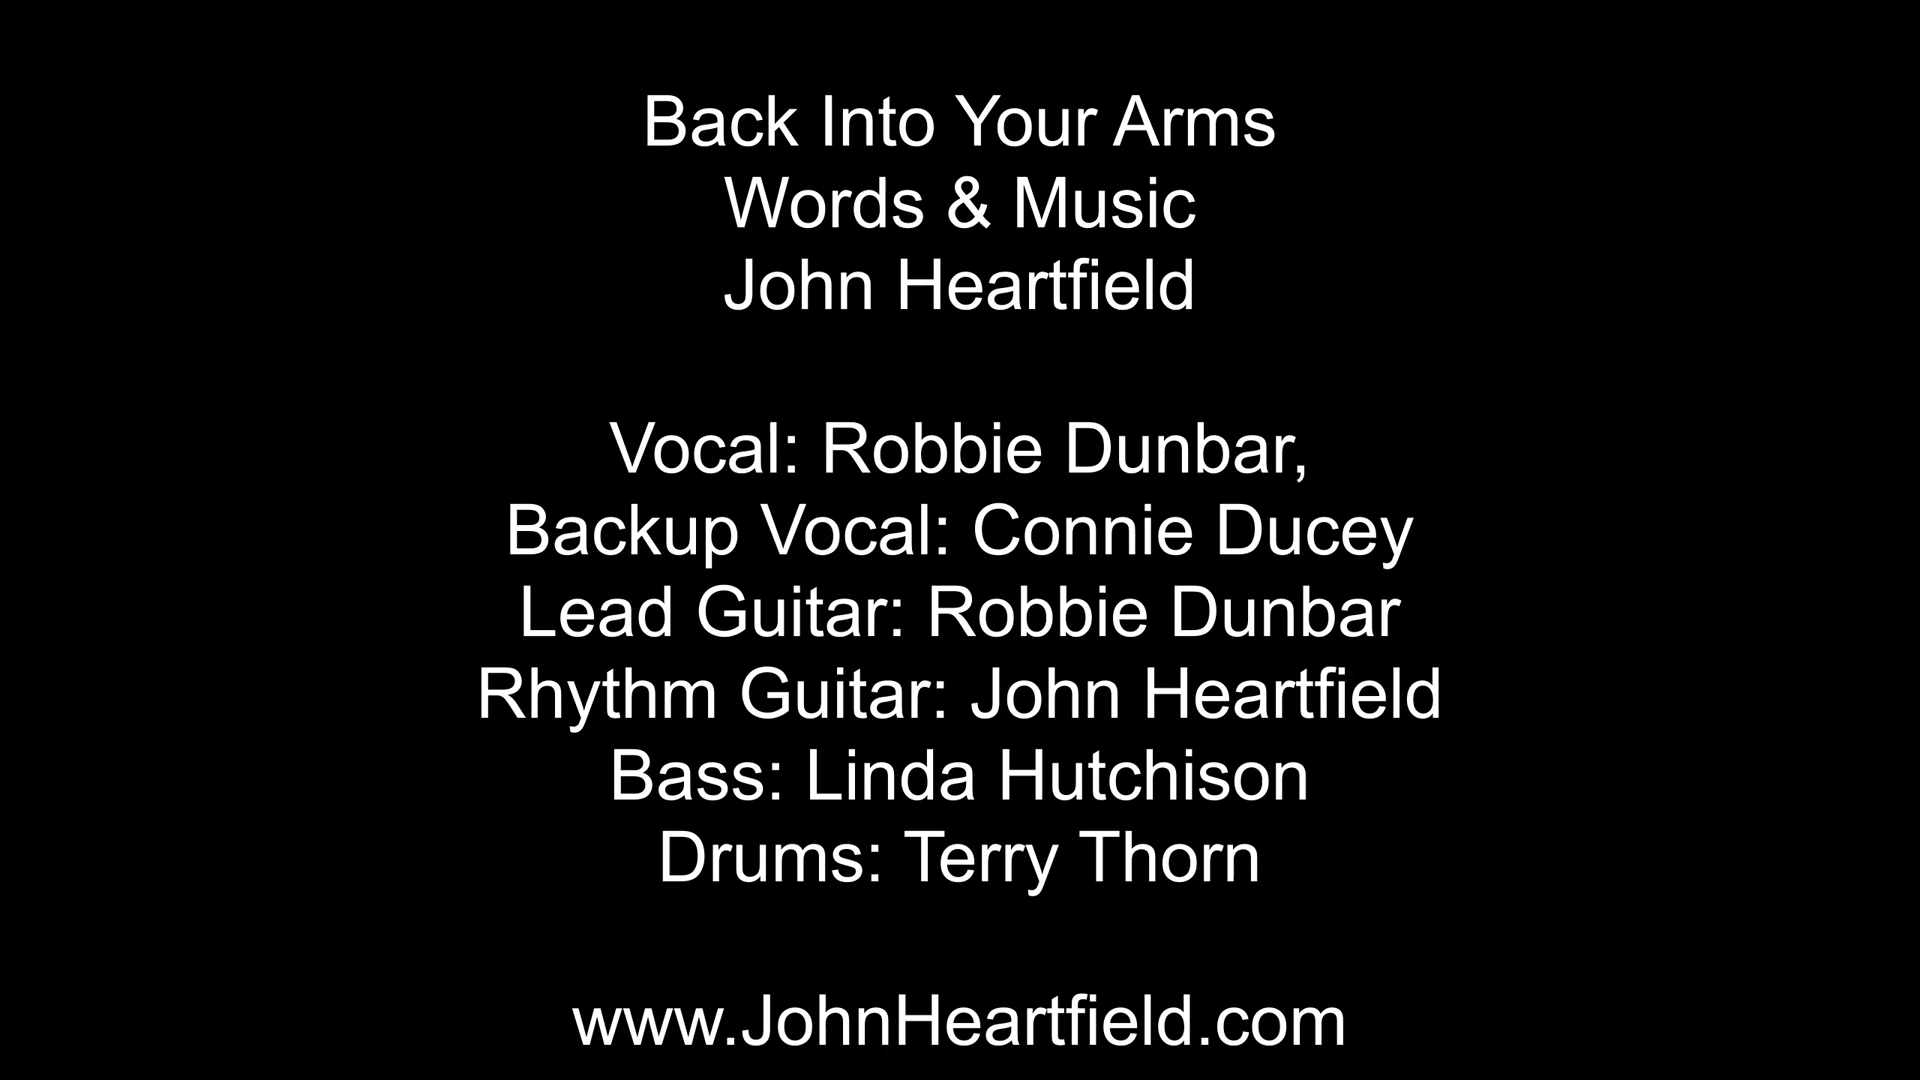 Back Into Your Arms
Words & Music
John Heartfield
Vocal: Robbie Dunbar,
Backup Vocal: Connie Ducey
Lead Guitar: Robbie Dunbar
Rhythm Guitar: John Heartfield
Bass: Linda Hutchison
Drums: Terry Thorn
www.JohnHeartfield.com